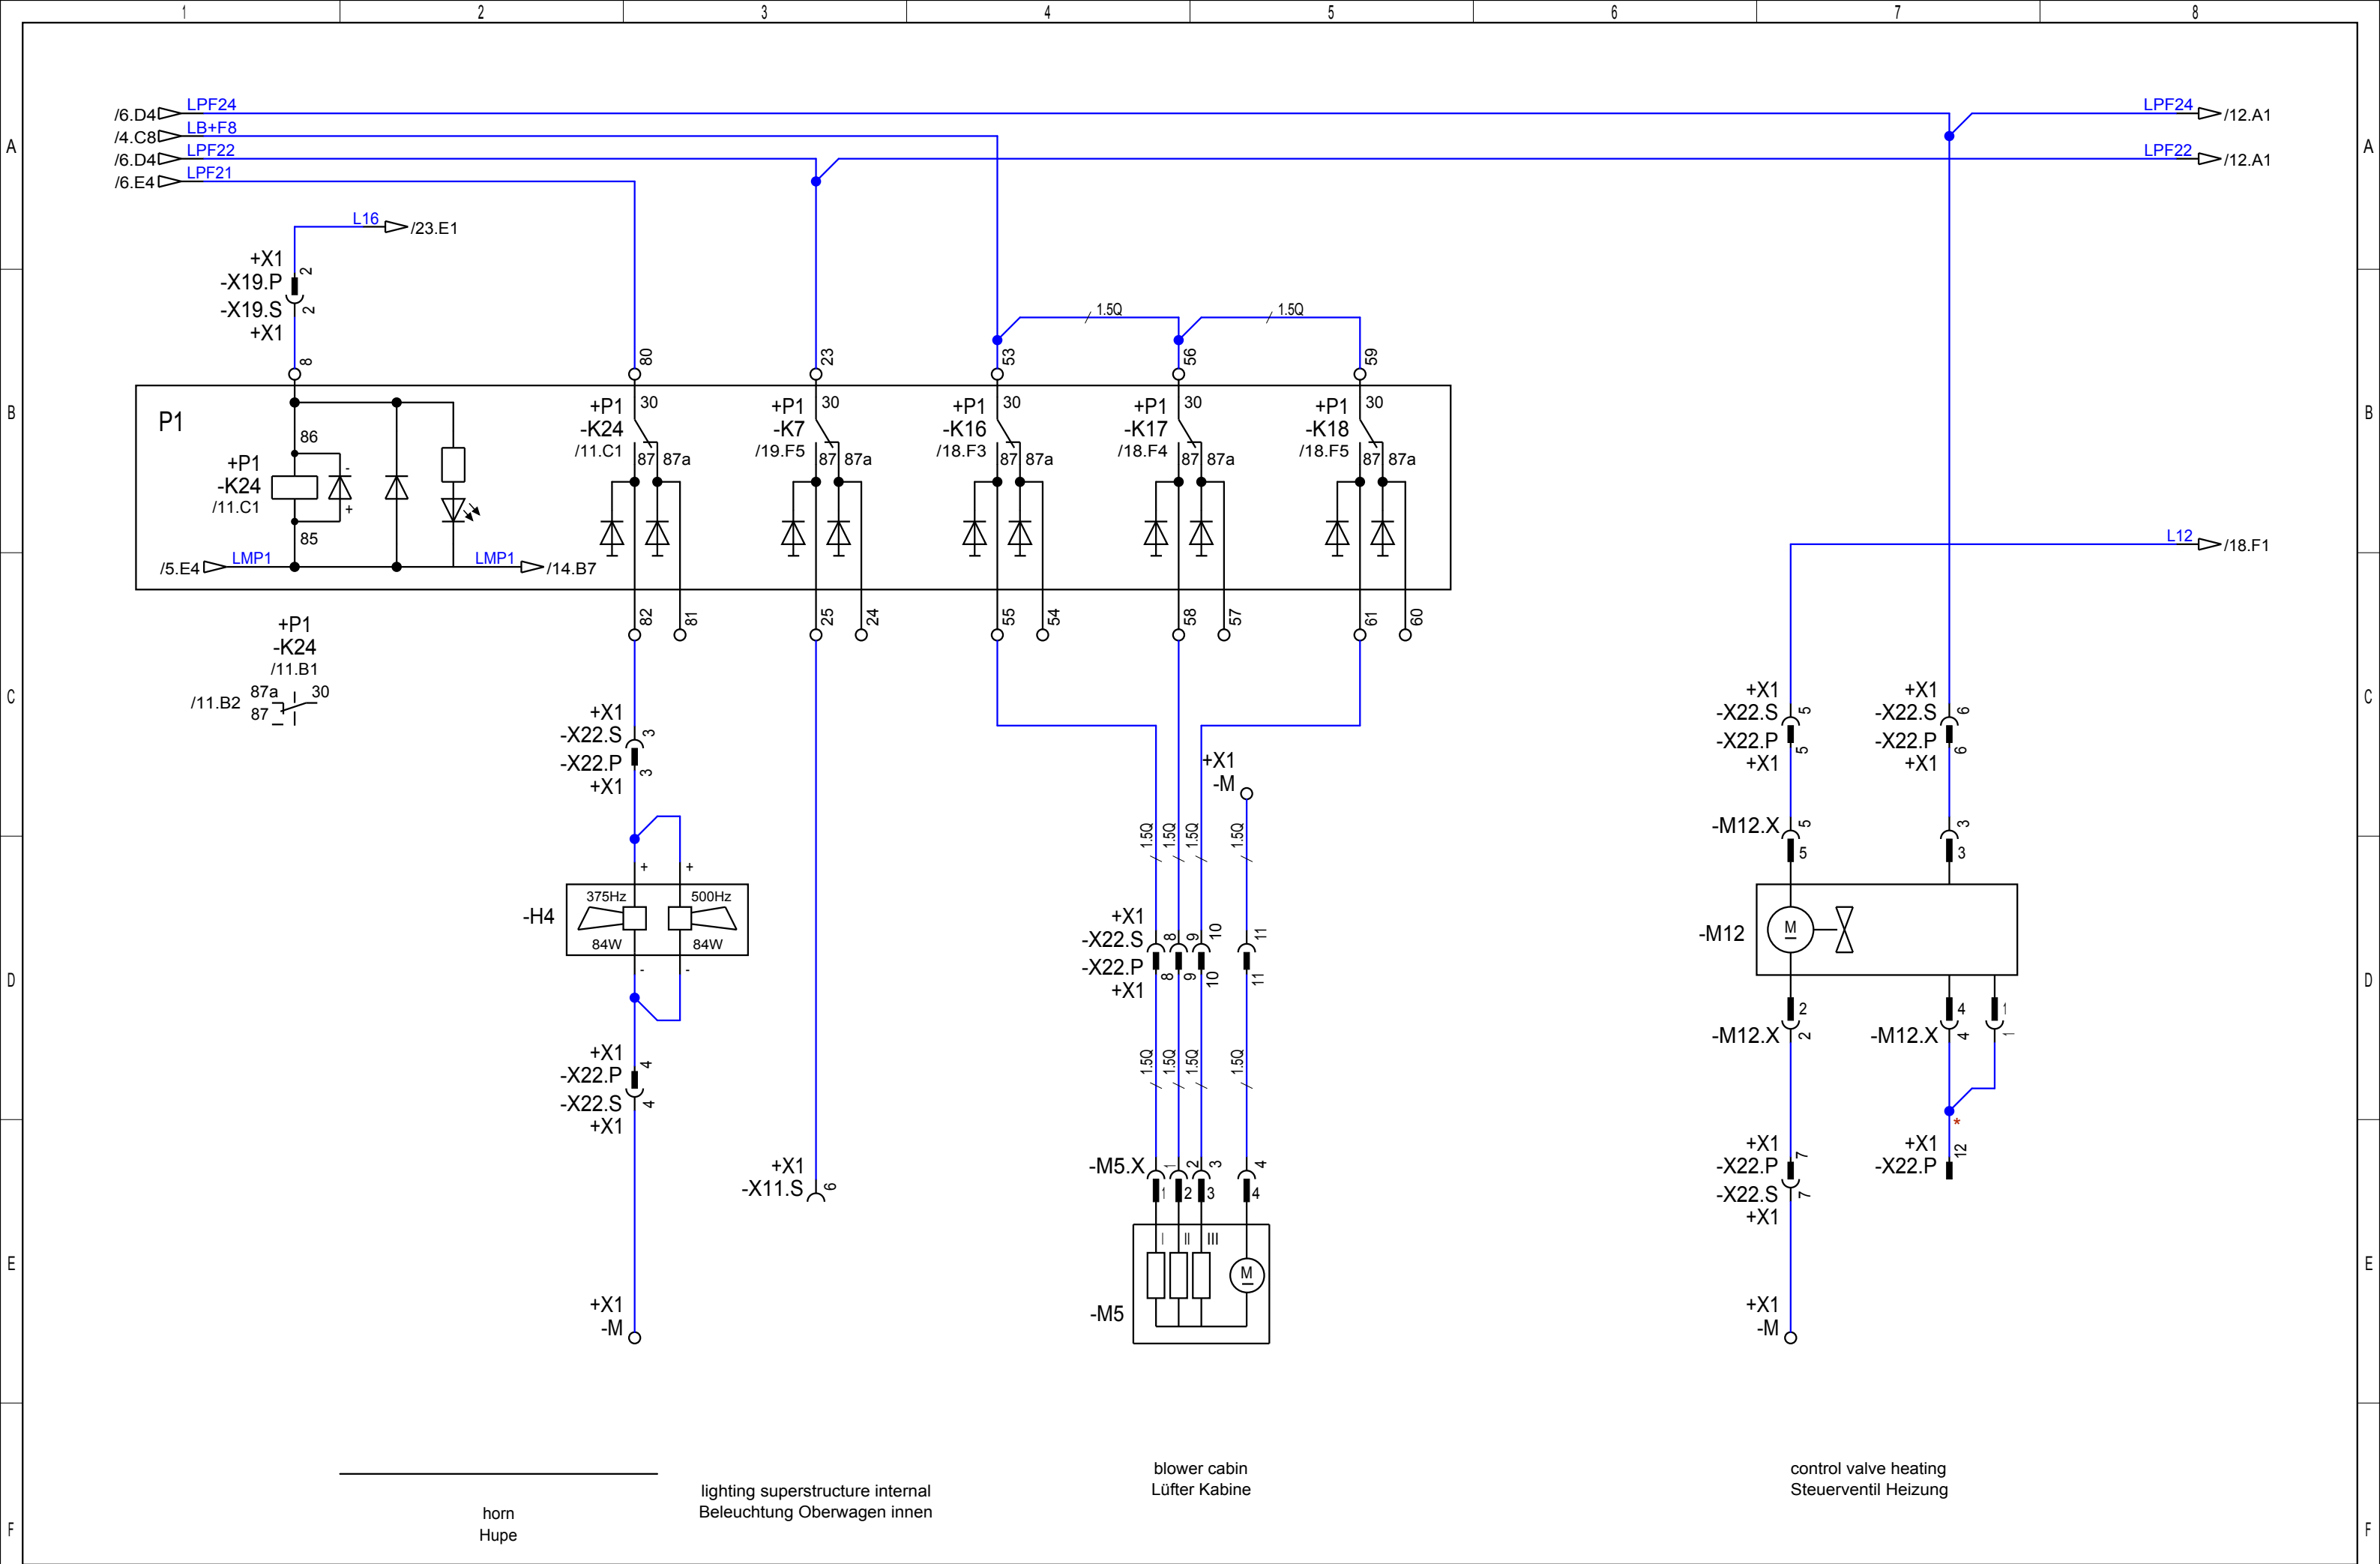 1 2 3 4 5 6 7 8
LPF24 LPF24
/6.D4 /12.A1
LB+F8
/4.C8
A A
LPF22 LPF22
/6.D4 /12.A1
LPF21
/6.E4
L16
/23.E1
+X1
2
-X19.P
-X19.S
2
+X1
1.5Q 1.5Q
8 80 23 53 56 59
B B
P1
+P1 30 +P1 30 +P1 30 +P1 30 +P1 30
-K24 -K7 -K16 -K17 -K18
/11.C1 /19.F5 /18.F3 /18.F4 /18.F5
87 87a 87 87a 87 87a 87 87a 87 87a
86
+P1
-K24
/11.C1
-
+
85
L12
/18.F1
LMP1 LMP1
/5.E4 /14.B7
82 81 25 24 55 54 58 57 61 60
+P1
-K24
/11.B1
87a 30
/11.B2
87
C C
+X1
-X22.S 3
-X22.P 3
+X1
+X1 +X1
-X22.S 5 -X22.S 6
-X22.P 5 -X22.P 6
+X1 +X1
+X1
-M
-M12.X 5 3
5 3
1.5Q 1.5Q 1.5Q 1.5Q
+ +
375Hz 500Hz
-H4
84W 84W
- -
+X1
-X22.S 8 9 10 11
-X22.P 8 9 10 11
+X1
-M12
M
D D
2 4 1
-M12.X 2 -M12.X 4 1
1.5Q 1.5Q 1.5Q 1.5Q
+X1
-X22.P 4
-X22.S 4
+X1
*
+X1 +X1
-X22.P 7 -X22.P 12
-X22.S 7
+X1
+X1
-X11.S 6
-M5.X 1 2 3 4
1 2 3 4
I II III
M
-M5
E E
+X1 +X1
-M -M
blower cabin
Lüfter Kabine
control valve heating
Steuerventil Heizung
lighting superstructure internal
Beleuchtung Oberwagen innen
horn
Hupe
F F